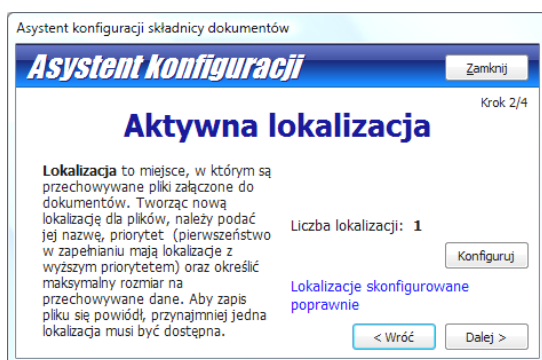 Asystent konfiguracji składnicy dokumentów
Asystent konfiguracji
Zamknij
Krok 2/4
Aktywna lokalizacja
Lokalizacja to miejsce, w którym są
przechowywane pliki załączone do
dokumentów. Tworząc nową
lokalizację dla plików, należy podać
jej nazwę, priorytet (pierwszeństwo
w zapełnianiu mają lokalizacje z
wyższym priorytetem) oraz określić
maksymalny rozmiar na
przechowywane dane. Aby zapis
pliku się powiódł, przynajmniej jedna
lokalizacja musi być dostępna.
Liczba lokalizacji: 1
Konfiguruj
Lokalizacje skonfigurowane
poprawnie
< Wróć
Dalej >